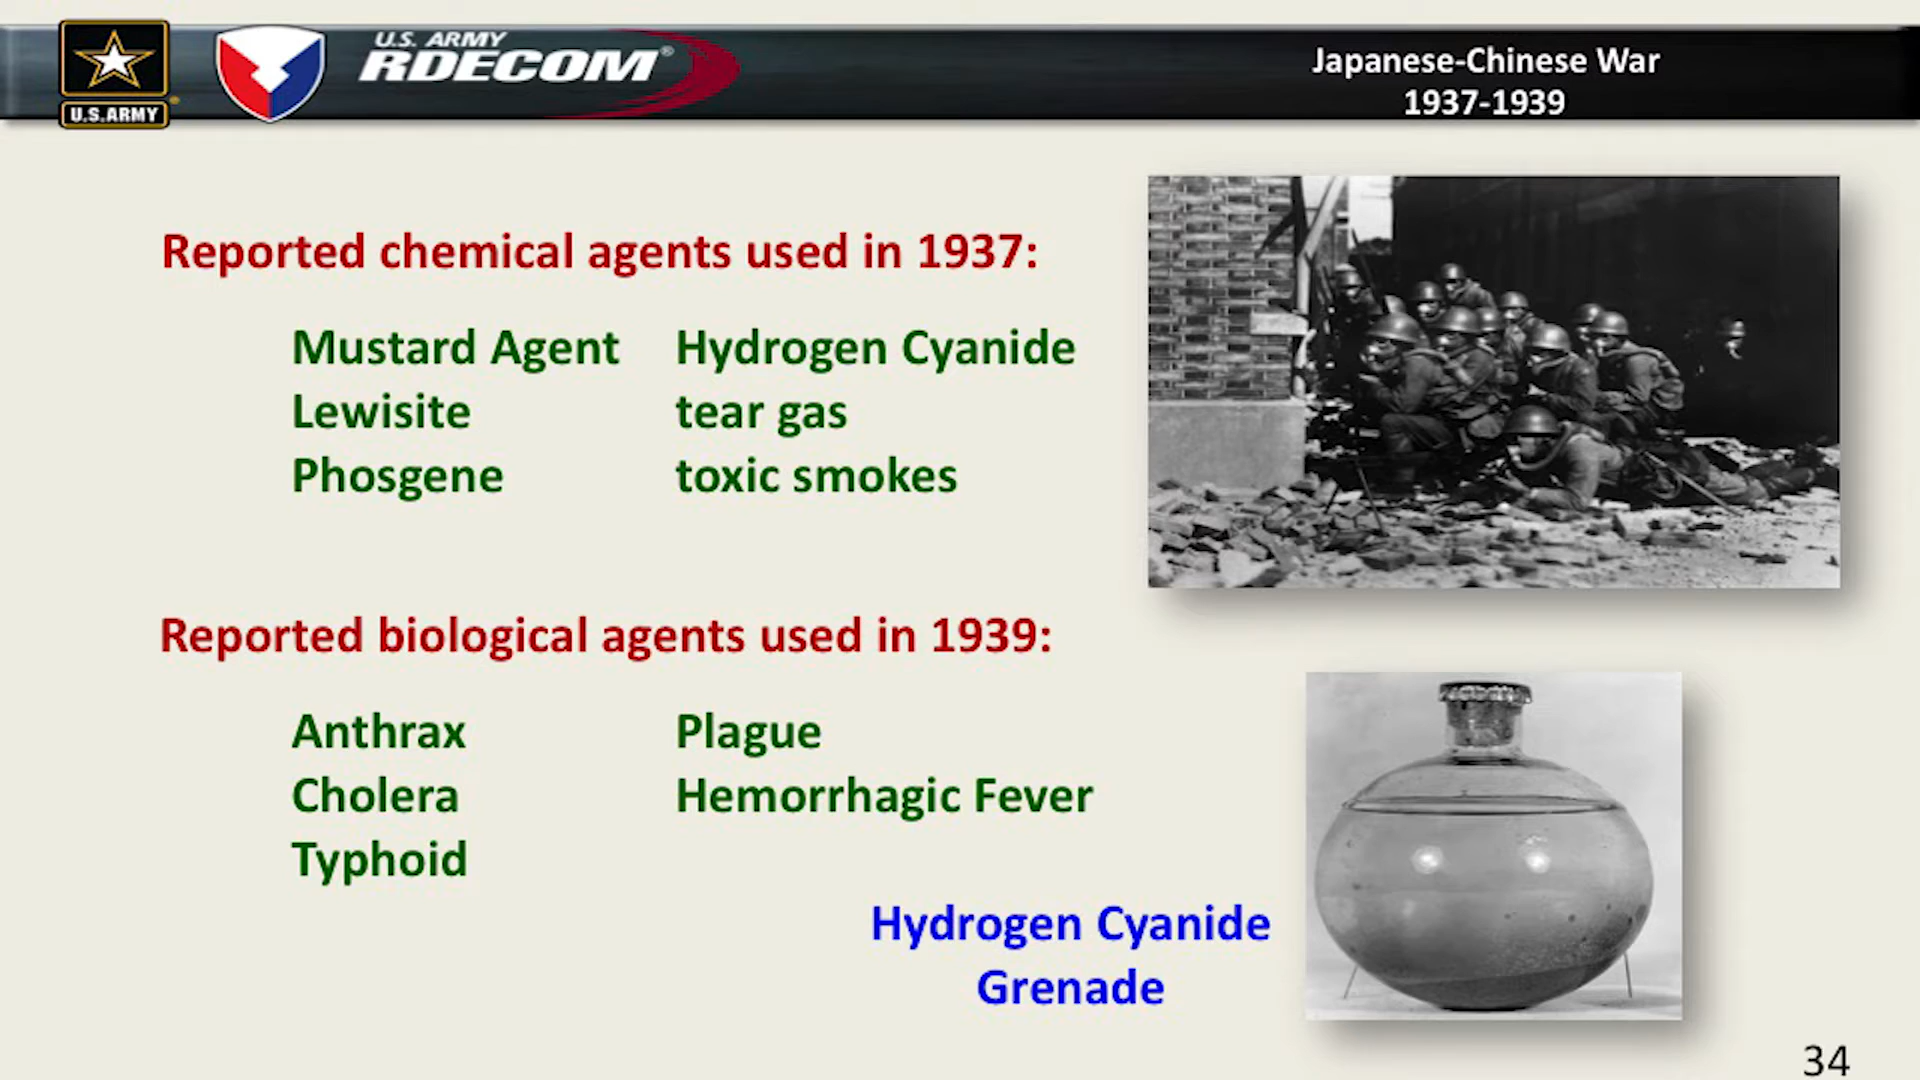 U.S.ARMY
U.S. ARMY
RDECOM®
Japanese-Chinese War
1937-1939
Reported chemical agents used in 1937:
Mustard Agent Hydrogen Cyanide
Lewisite tear gas
Phosgene toxic smokes
Reported biological agents used in 1939:
Anthrax Plague
Cholera Hemorrhagic Fever
Typhoid
Hydrogen Cyanide
Grenade
34